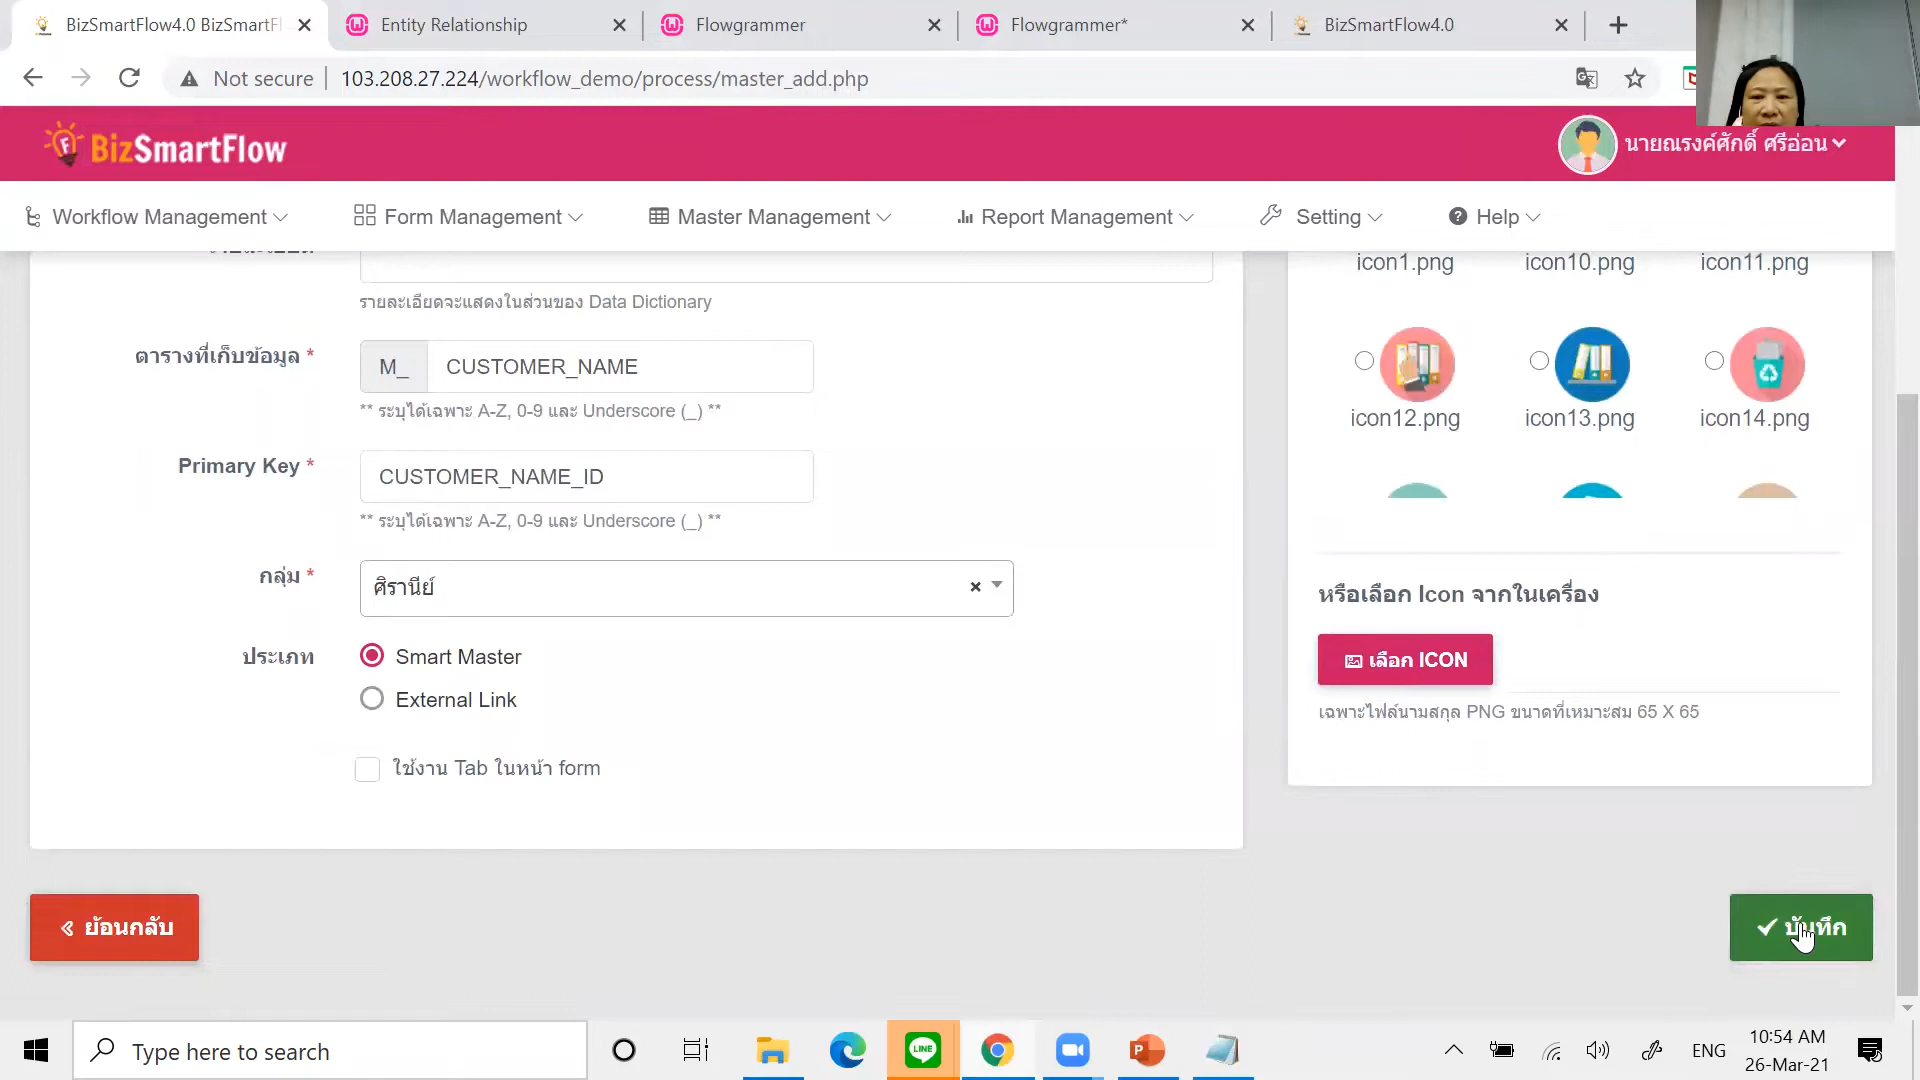 BizSmartFlow4.0 BizSmartFl
Entity Relationship
Flowgrammer
Flowgrammer*
BizSmartFlow4.0
Not secure
103.208.27.224/workflow_demo/process/master_add.php
BizSmartFlow
นายณรงค์ศักดิ์ ศรีอ่อน
Workflow Management
Form Management
Master Management
Report Management
Setting
Help
รายละเอียดจะแสดงในส่วนของ Data Dictionary
ตารางที่เก็บข้อมูล *
M_
CUSTOMER_NAME
** ระบุได้เฉพาะ A-Z, 0-9 และ Underscore (_) **
Primary Key *
CUSTOMER_NAME_ID
** ระบุได้เฉพาะ A-Z, 0-9 และ Underscore (_) **
กลุ่ม *
ศิรานีย์
ประเภท
Smart Master
External Link
ใช้งาน Tab ในหน้า form
icon1.png
icon10.png
icon11.png
icon12.png
icon13.png
icon14.png
หรือเลือก Icon จากในเครื่อง
เลือก ICON
เฉพาะไฟล์นามสกุล PNG ขนาดที่เหมาะสม 65 X 65
ย้อนกลับ
บันทึก
Type here to search
LINE
ENG
10:54 AM
26-Mar-21